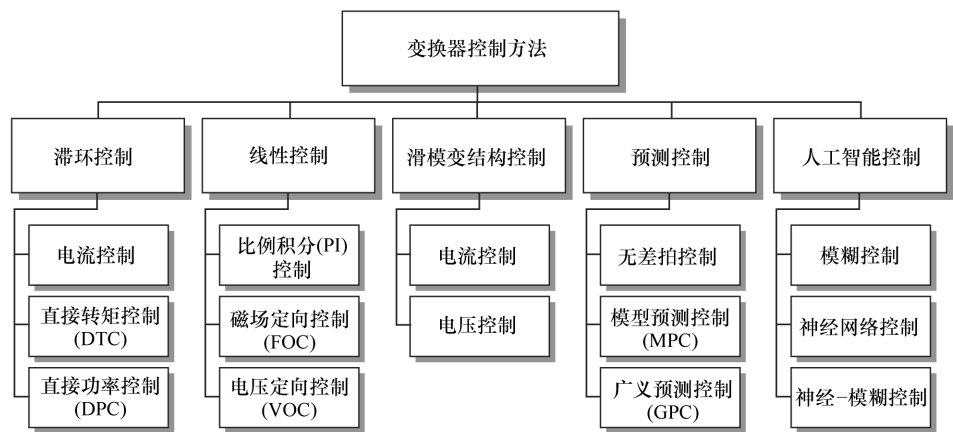 变换器控制方法
滞环控制
电流控制
直接转矩控制
(DTC)
直接功率控制
(DPC)
线性控制
比例积分(PI)
控制
磁场定向控制
(FOC)
电压定向控制
(VOC)
滑模变结构控制
电流控制
电压控制
预测控制
无差拍控制
模型预测控制
(MPC)
广义预测控制
(GPC)
人工智能控制
模糊控制
神经网络控制
神经–模糊控制